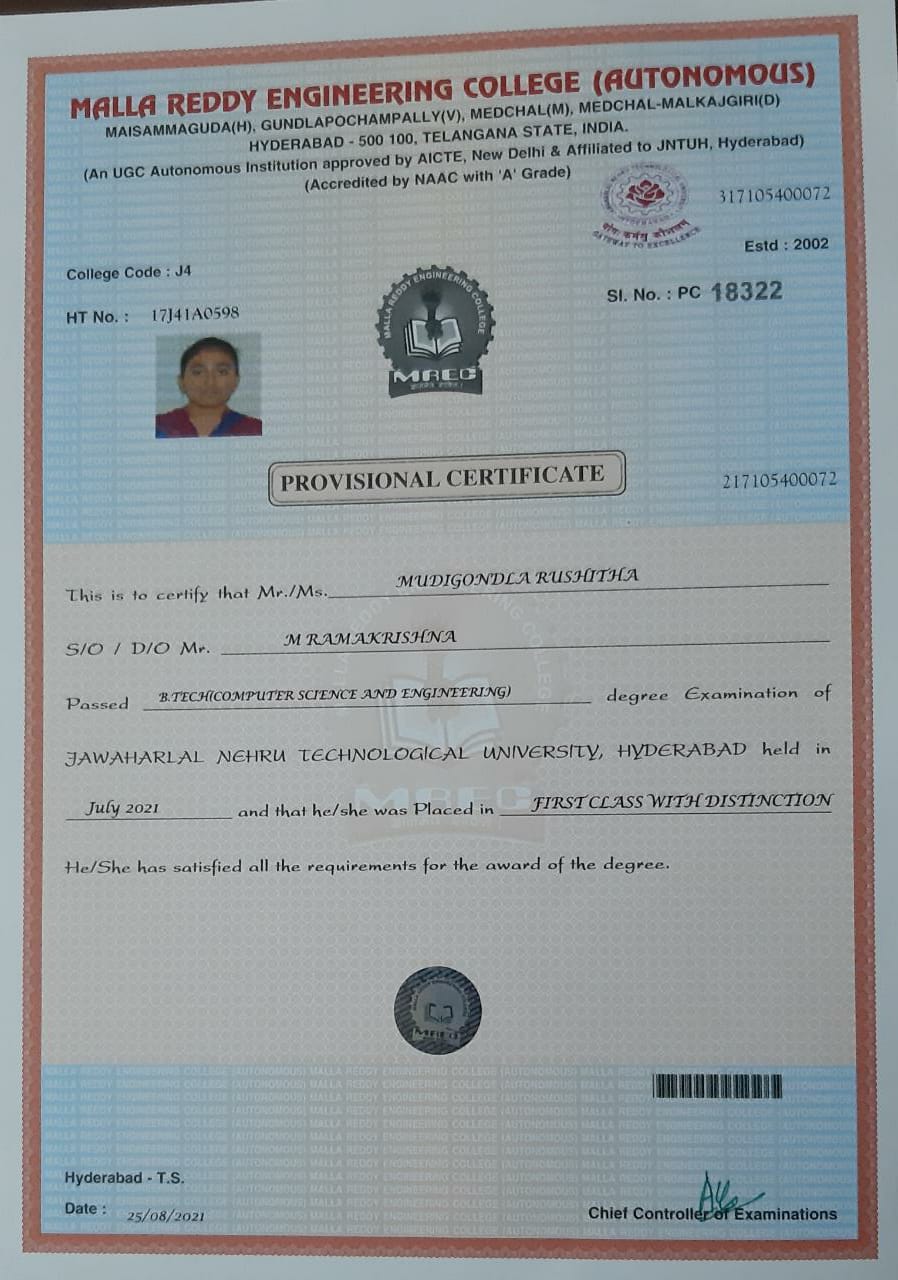 MALLA REDDY ENGINEERING COLLEGE (AUTONOMOUS)
MAISAMMAGUDA(H), GUNDLAPOCHAMPALLY(V), MEDCHAL(M), MEDCHAL-MALKAJGIRI(D)
HYDERABAD - 500 100, TELANGANA STATE, INDIA.
(An UGC Autonomous Institution approved by AICTE, New Delhi & Affiliated to JNTUH, Hyderabad)
(Accredited by NAAC with 'A' Grade)
317105400072
योगः कर्मसु कौशलम्
GATEWAY TO EXCELLENCE
Estd : 2002
College Code : J4
Sl. No. : PC 18322
HT No. : 17J41A0598
MALLA REDDY ENGINEERING COLLEGE
MREC
PROVISIONAL CERTIFICATE
217105400072
This is to certify that Mr./Ms. MUDIGONDLA RUSHITHA
S/O / D/O Mr. M RAMAKRISHNA
Passed B.TECH(COMPUTER SCIENCE AND ENGINEERING) degree Examination of
JAWAHARLAL NEHRU TECHNOLOGICAL UNIVERSITY, HYDERABAD held in
July 2021 and that he/she was Placed in FIRST CLASS WITH DISTINCTION
He/She has satisfied all the requirements for the award of the degree.
MREC
Hyderabad - T.S.
Date : 25/08/2021
Chief Controller of Examinations